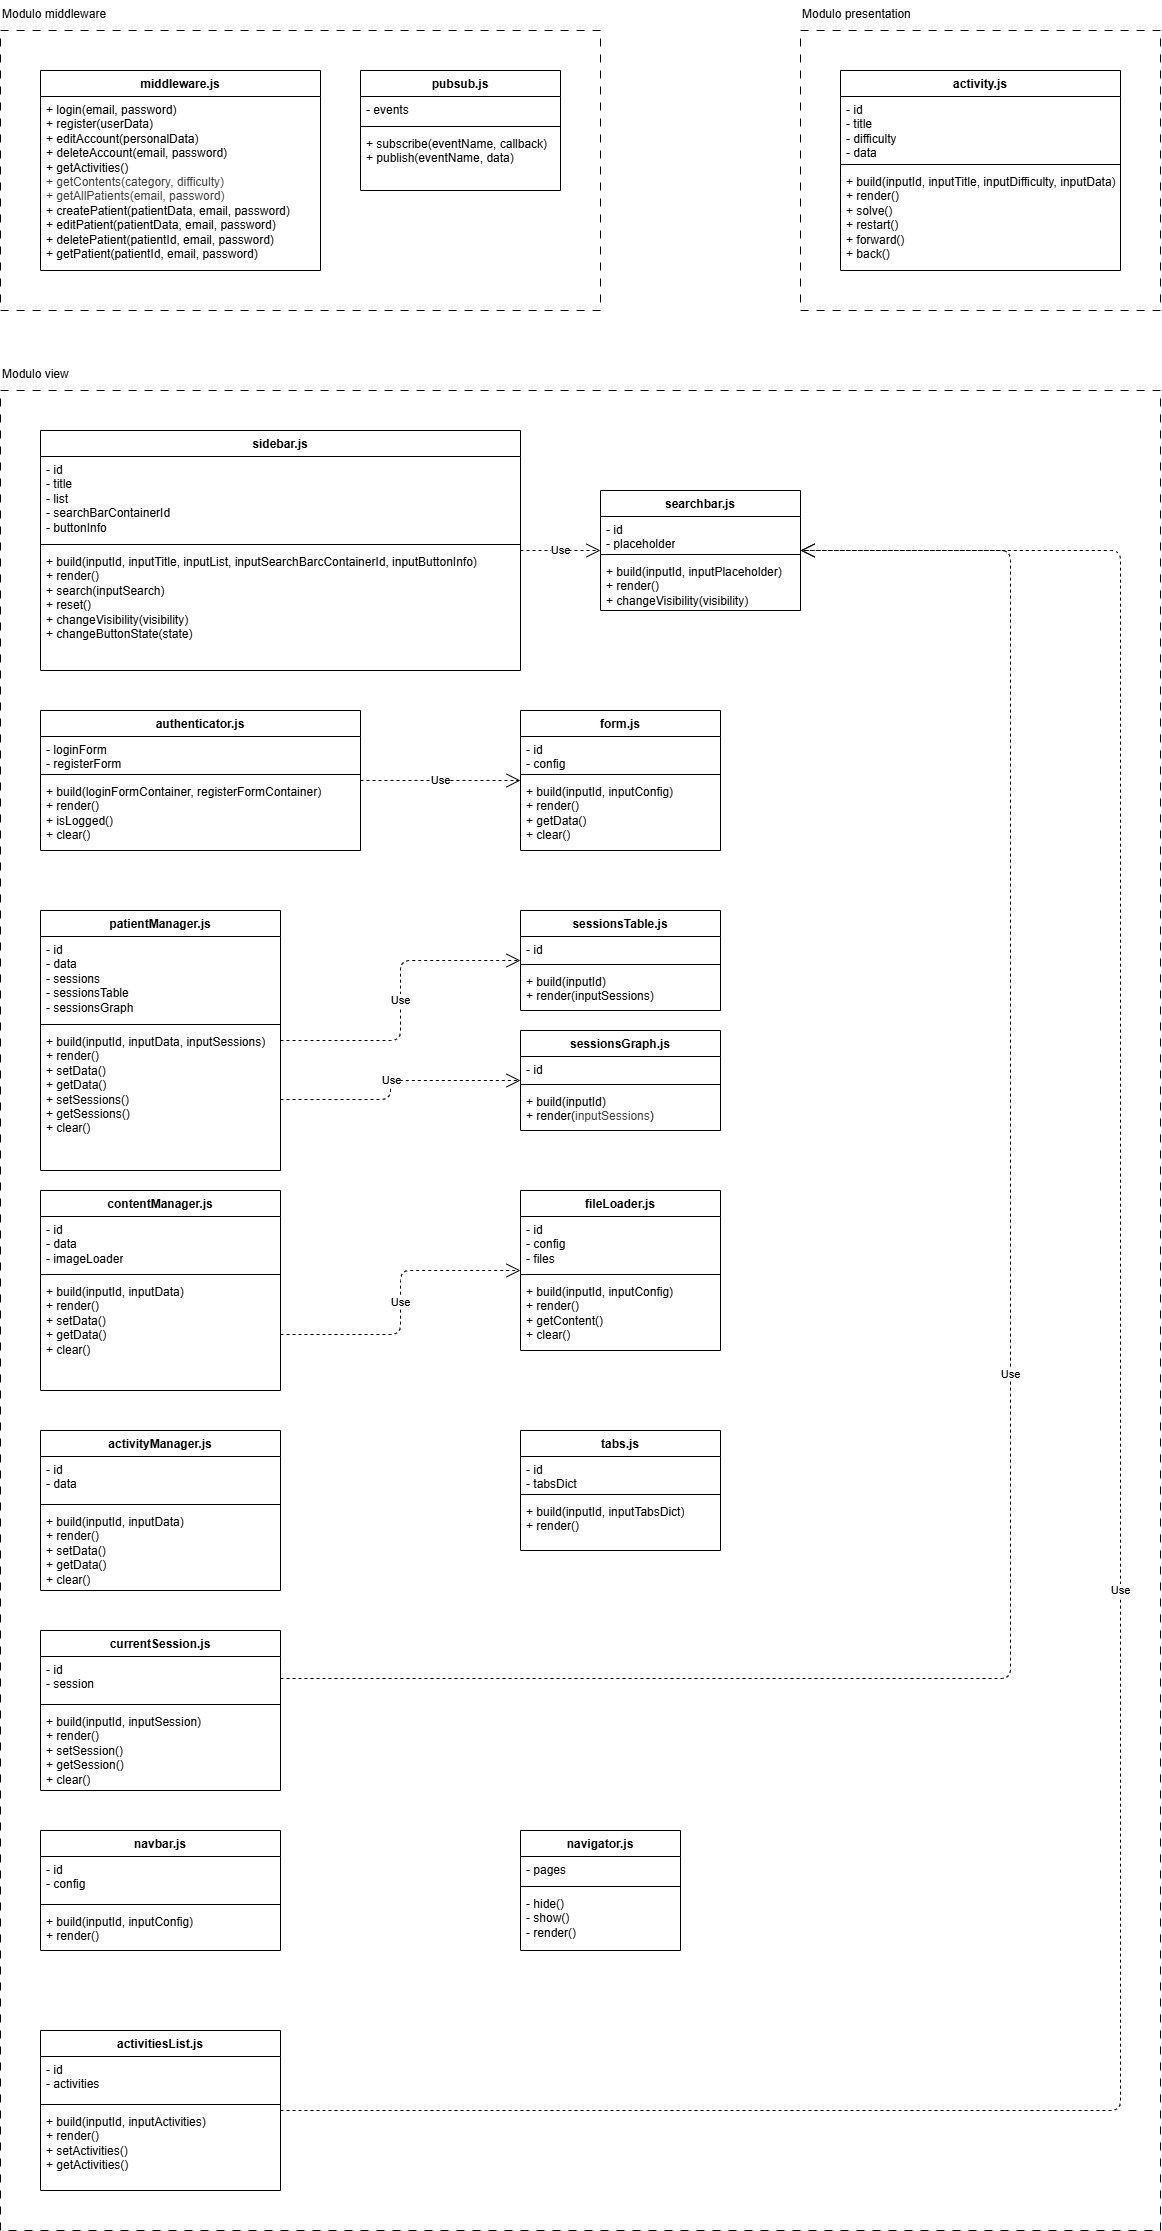 Modulo middleware
middleware.js
+ login(email, password)
+ register(userData)
+ editAccount(personalData)
+ deleteAccount(email, password)
+ getActivities()
+ getContents(category, difficulty)
+ getAllPatients(email, password)
+ createPatient(patientData, email, password)
+ editPatient(patientData, email, password)
+ deletePatient(patientId, email, password)
+ getPatient(patientId, email, password)
pubsub.js
- events
+ subscribe(eventName, callback)
+ publish(eventName, data)
Modulo presentation
activity.js
- id
- title
- difficulty
- data
+ build(inputId, inputTitle, inputDifficulty, inputData)
+ render()
+ solve()
+ restart()
+ forward()
+ back()
Modulo view
sidebar.js
- id
- title
- list
- searchBarContainerId
- buttonInfo
+ build(inputId, inputTitle, inputList, inputSearchBarcContainerId, inputButtonInfo)
+ render()
+ search(inputSearch)
+ reset()
+ changeVisibility(visibility)
+ changeButtonState(state)
Use
searchbar.js
- id
- placeholder
+ build(inputId, inputPlaceholder)
+ render()
+ changeVisibility(visibility)
authenticator.js
- loginForm
- registerForm
+ build(loginFormContainer, registerFormContainer)
+ render()
+ isLogged()
+ clear()
Use
form.js
- id
- config
+ build(inputId, inputConfig)
+ render()
+ getData()
+ clear()
patientManager.js
- id
- data
- sessions
- sessionsTable
- sessionsGraph
+ build(inputId, inputData, inputSessions)
+ render()
+ setData()
+ getData()
+ setSessions()
+ getSessions()
+ clear()
Use
Use
sessionsTable.js
- id
+ build(inputId)
+ render(inputSessions)
sessionsGraph.js
- id
+ build(inputId)
+ render(inputSessions)
contentManager.js
- id
- data
- imageLoader
+ build(inputId, inputData)
+ render()
+ setData()
+ getData()
+ clear()
Use
fileLoader.js
- id
- config
- files
+ build(inputId, inputConfig)
+ render()
+ getContent()
+ clear()
Use
activityManager.js
- id
- data
+ build(inputId, inputData)
+ render()
+ setData()
+ getData()
+ clear()
tabs.js
- id
- tabsDict
+ build(inputId, inputTabsDict)
+ render()
Use
currentSession.js
- id
- session
+ build(inputId, inputSession)
+ render()
+ setSession()
+ getSession()
+ clear()
navbar.js
- id
- config
+ build(inputId, inputConfig)
+ render()
navigator.js
- pages
- hide()
- show()
- render()
activitiesList.js
- id
- activities
+ build(inputId, inputActivities)
+ render()
+ setActivities()
+ getActivities()